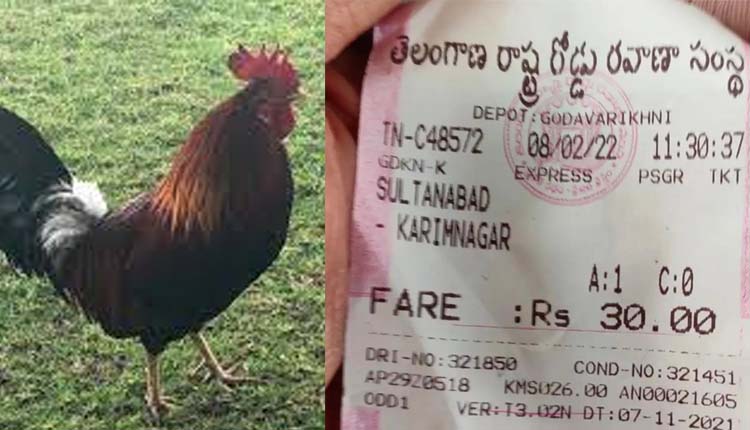 తెలంగాణ రాష్ట్ర రోడ్డు రవాణా సంస్థ
DEPOT:GODAVARIKHNI
TN-C48572 08/02/22 11:30:37
GDKN-K EXPRESS PSGR TKT
SULTANABAD
- KARIMNAGAR
A:1 C:0
FARE :Rs 30.00
DRI-NO:321850 COND-NO:321451
AP29Z0518 KMS026.00 AN00021605
ODD1 VER:T3.02N DT:07-11-2021